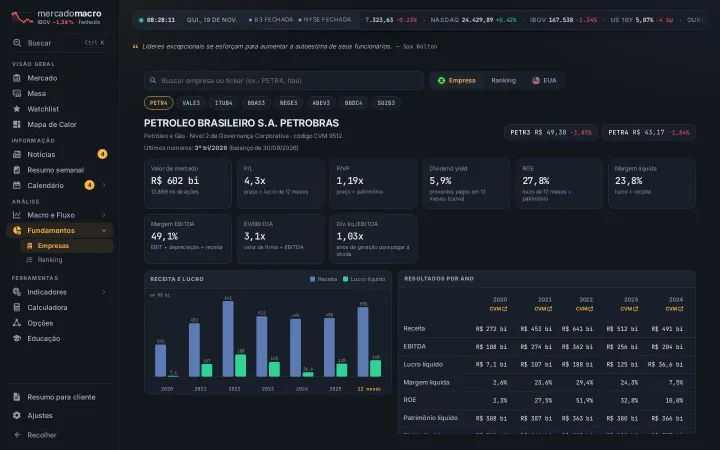 mercadomacro
IBOV -1,34% · fechado
Buscar Ctrl K
VISÃO GERAL
Mercado
Mesa
Watchlist
Mapa de Calor
INFORMAÇÃO
Notícias 4
Resumo semanal
Calendário 4
ANÁLISE
Macro e Fluxo
Fundamentos
Empresas
Ranking
FERRAMENTAS
Indicadores
Calculadora
Opções
Educação
Resumo para cliente
Ajustes
Recolher
08:28:11 QUI, 19 DE NOV. B3 FECHADO NYSE FECHADO 7.323,63 -0.23% · NASDAQ 24.429,89 +0.42% · IBOV 167.538 -1.34% · US 10Y 5,07% -4 bp
Líderes excepcionais se esforçam para aumentar a autoestima de seus funcionários. — Sam Walton
Buscar empresa ou ticker (ex.: PETR4, Itaú)
Empresa Ranking EUA
PETR4 VALE3 ITUB4 BBAS3 WEGE3 ABEV3 BBDC4 SUZB3
PETROLEO BRASILEIRO S.A. PETROBRAS
Petróleo e Gás · Nível 2 de Governança Corporativa · código CVM 9512
Últimos números: 3º tri/2026 (balanço de 30/09/2026)
PETR3 R$ 49,30 -1,85% PETR4 R$ 43,17 -1,84%
Valor de mercado
R$ 602 bi
12.889 mi de ações
P/L
4,3x
preço ÷ lucro de 12 meses
P/VP
1,19x
preço ÷ patrimônio
Dividend yield
5,9%
proventos pagos em 12 meses (caixa)
ROE
27,8%
lucro de 12 meses ÷ patrimônio
Margem líquida
23,8%
lucro ÷ receita
Margem EBITDA
49,1%
EBIT + depreciação ÷ receita
EV/EBITDA
3,1x
valor da firma ÷ EBITDA
Dív. líq./EBITDA
1,03x
anos de geração para pagar a dívida
RECEITA E LUCRO
Receita Lucro líquido
em R$ bi
272 7,1
453 107
641 188
512 125
491 36,6
498 110
598 142
2020 2021 2022 2023 2024 2025 12 meses
RESULTADOS POR ANO
2020 2021 2022 2023 2024
CVM CVM CVM CVM CVM
Receita R$ 272 bi R$ 453 bi R$ 641 bi R$ 512 bi R$ 491 bi
EBITDA R$ 108 bi R$ 274 bi R$ 362 bi R$ 256 bi R$ 204 bi
Lucro líquido R$ 7,1 bi R$ 107 bi R$ 188 bi R$ 125 bi R$ 36,6 bi
Margem líquida 2,6% 23,6% 29,4% 24,3% 7,5%
ROE 2,3% 27,5% 51,9% 32,8% 10,0%
Patrimônio líquido R$ 308 bi R$ 387 bi R$ 363 bi R$ 380 bi R$ 366 bi